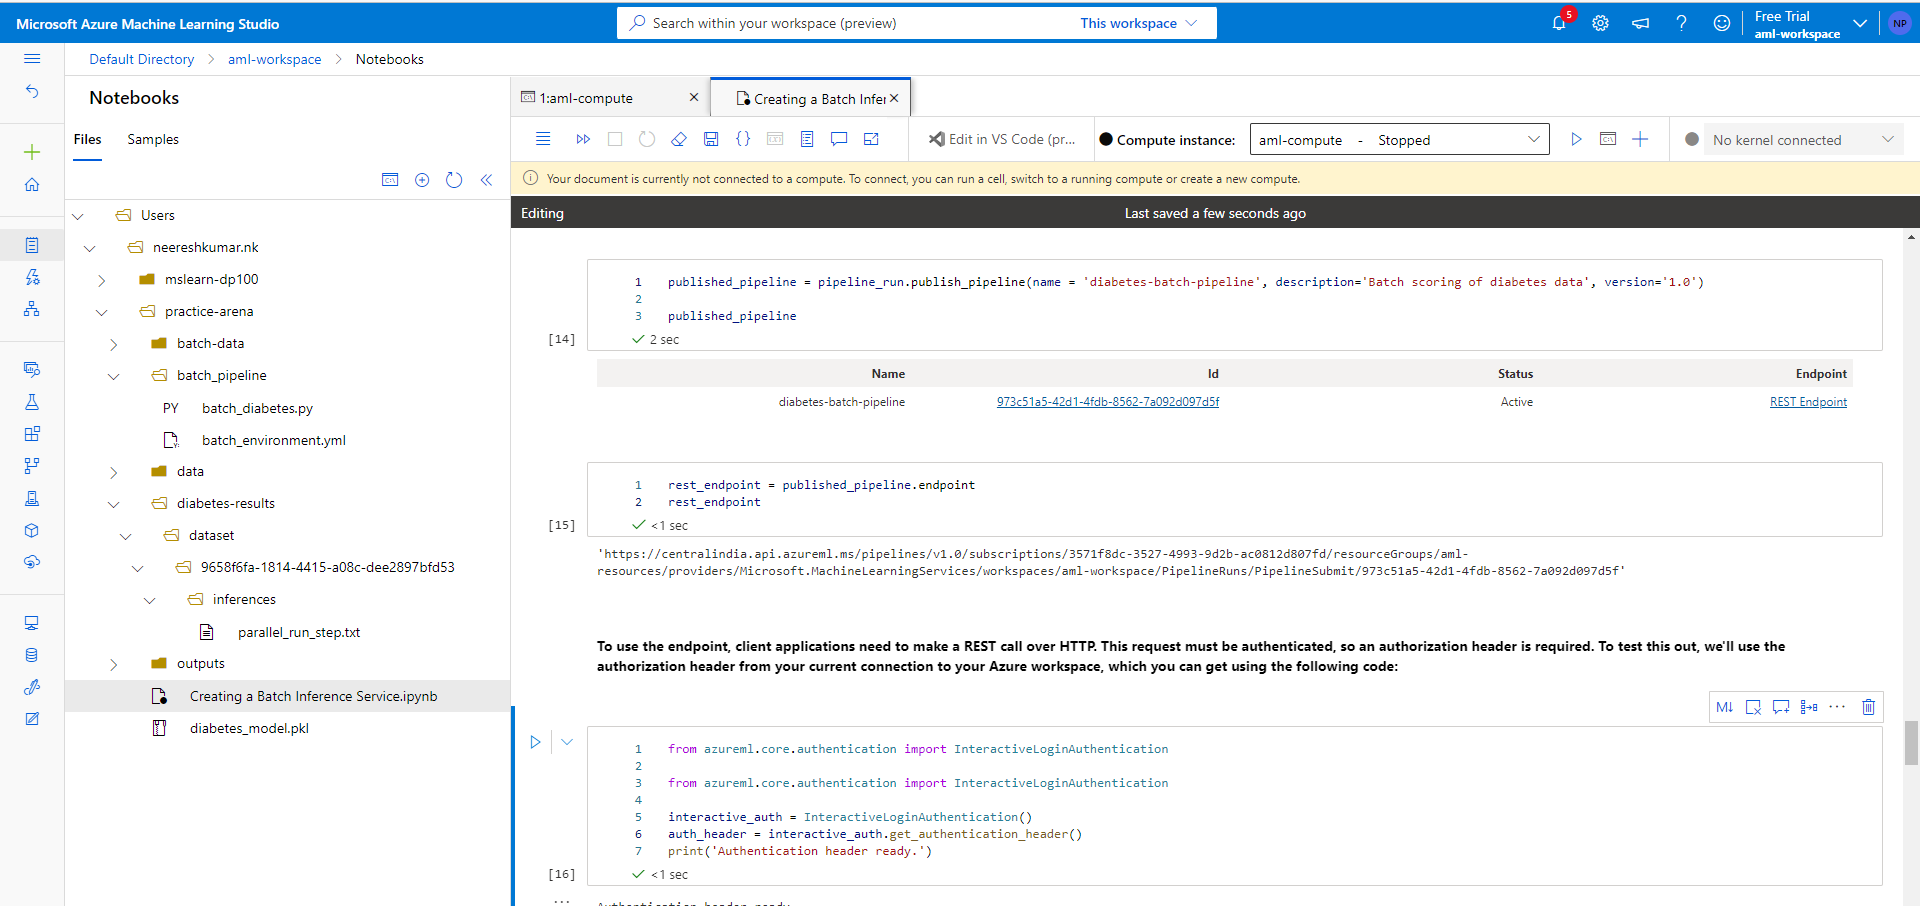 Microsoft Azure Machine Learning Studio
Search within your workspace (preview)
This workspace
5
Free Trial
aml-workspace
NP
Default Directory > aml-workspace > Notebooks
Notebooks
Files
Samples
Users
neereshkumar.nk
mslearn-dp100
practice-arena
batch-data
batch_pipeline
PY batch_diabetes.py
batch_environment.yml
data
diabetes-results
dataset
9658f6fa-1814-4415-a08c-dee2897bfd53
inferences
parallel_run_step.txt
outputs
Creating a Batch Inference Service.ipynb
diabetes_model.pkl
1:aml-compute
Creating a Batch Infer
Edit in VS Code (pr...
Compute instance:
aml-compute - Stopped
No kernel connected
Your document is currently not connected to a compute. To connect, you can run a cell, switch to a running compute or create a new compute.
Editing
Last saved a few seconds ago
1 published_pipeline = pipeline_run.publish_pipeline(name = 'diabetes-batch-pipeline', description='Batch scoring of diabetes data', version='1.0')
2
3 published_pipeline
[14] 2 sec
Name Id Status Endpoint
diabetes-batch-pipeline 973c51a5-42d1-4fdb-8562-7a092d097d5f Active REST Endpoint
1 rest_endpoint = published_pipeline.endpoint
2 rest_endpoint
[15] <1 sec
'https://centralindia.api.azureml.ms/pipelines/v1.0/subscriptions/3571f8dc-3527-4993-9d2b-ac0812d807fd/resourceGroups/aml-
resources/providers/Microsoft.MachineLearningServices/workspaces/aml-workspace/PipelineRuns/PipelineSubmit/973c51a5-42d1-4fdb-8562-7a092d097d5f'
To use the endpoint, client applications need to make a REST call over HTTP. This request must be authenticated, so an authorization header is required. To test this out, we'll use the
authorization header from your current connection to your Azure workspace, which you can get using the following code:
M↓
1 from azureml.core.authentication import InteractiveLoginAuthentication
2
3 from azureml.core.authentication import InteractiveLoginAuthentication
4
5 interactive_auth = InteractiveLoginAuthentication()
6 auth_header = interactive_auth.get_authentication_header()
7 print('Authentication header ready.')
[16] <1 sec
Authentication header ready.